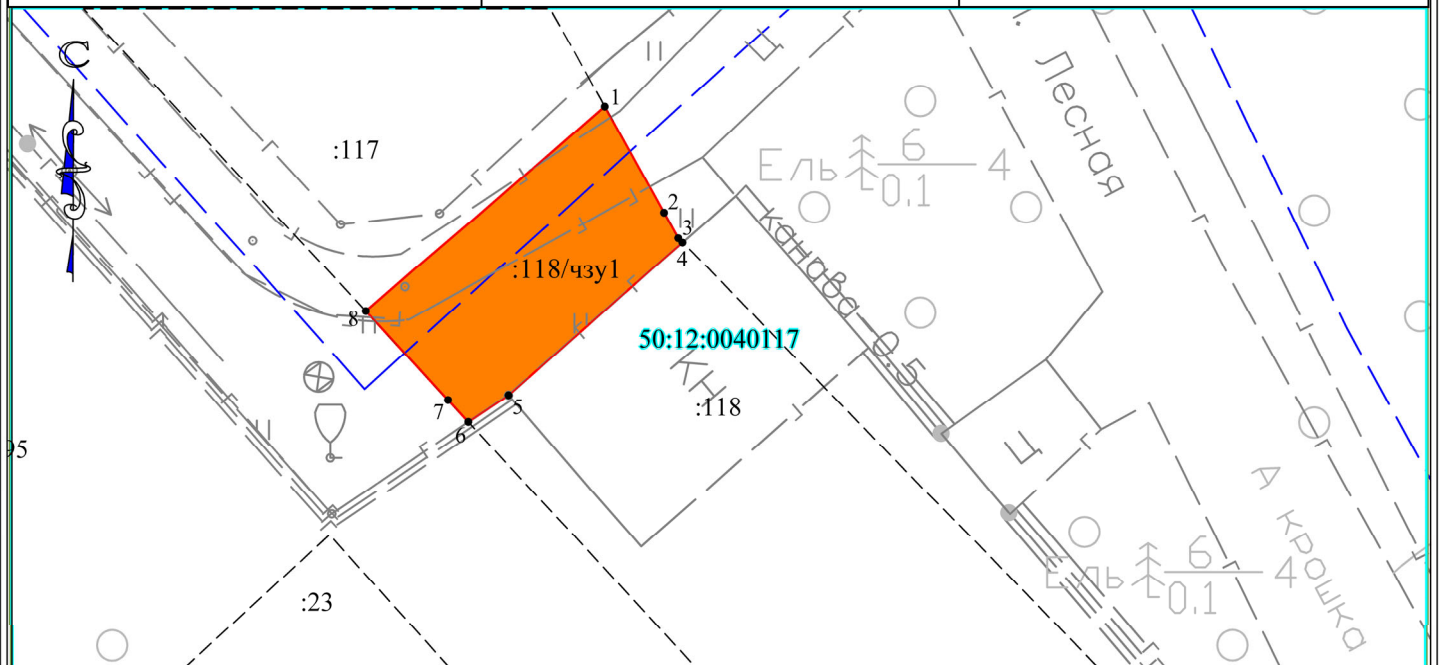 С
Ц
Лесная
1
:117
Ель 6 4
0.1
2
3
4
канава 0.5
:118/чзу1
8
50:12:0040117
КН
:118
7
5
6
95
Ц
А крошка
Ель 6 4
0.1
:23